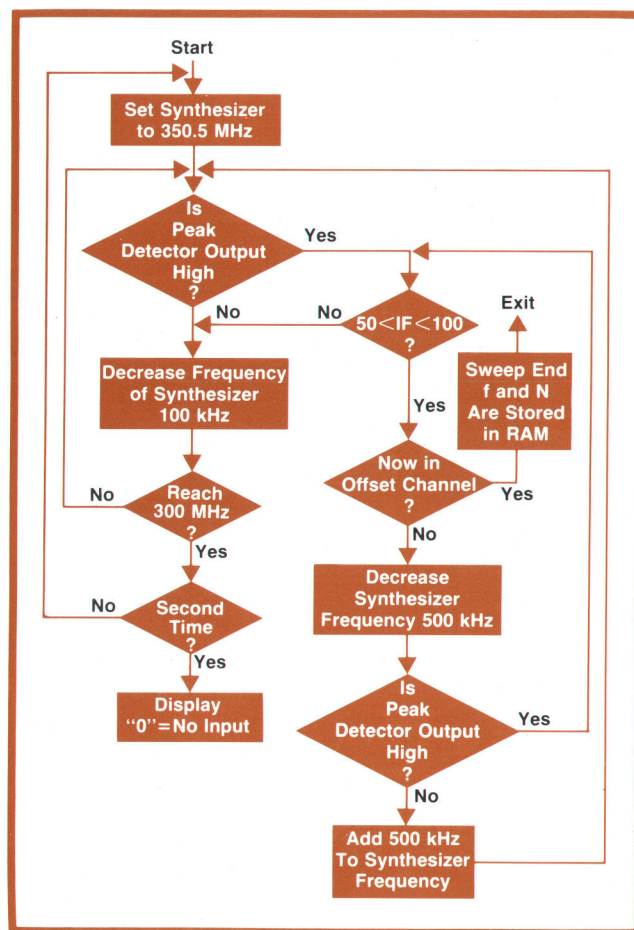 Start
Set Synthesizer
to 350.5 MHz
Is
Peak
Detector Output
High
?
Yes
No
No
50<IF<100
?
Exit
Decrease Frequency
of Synthesizer
100 kHz
Sweep End
f and N
Are Stored
in RAM
Yes
No
Reach
300 MHz
?
Now in
Offset Channel
?
Yes
Yes
No
No
Second
Time
?
Decrease
Synthesizer
Frequency 500 kHz
Yes
Display
“0”=No Input
Is
Peak
Detector Output
High
?
Yes
No
Add 500 kHz
To Synthesizer
Frequency